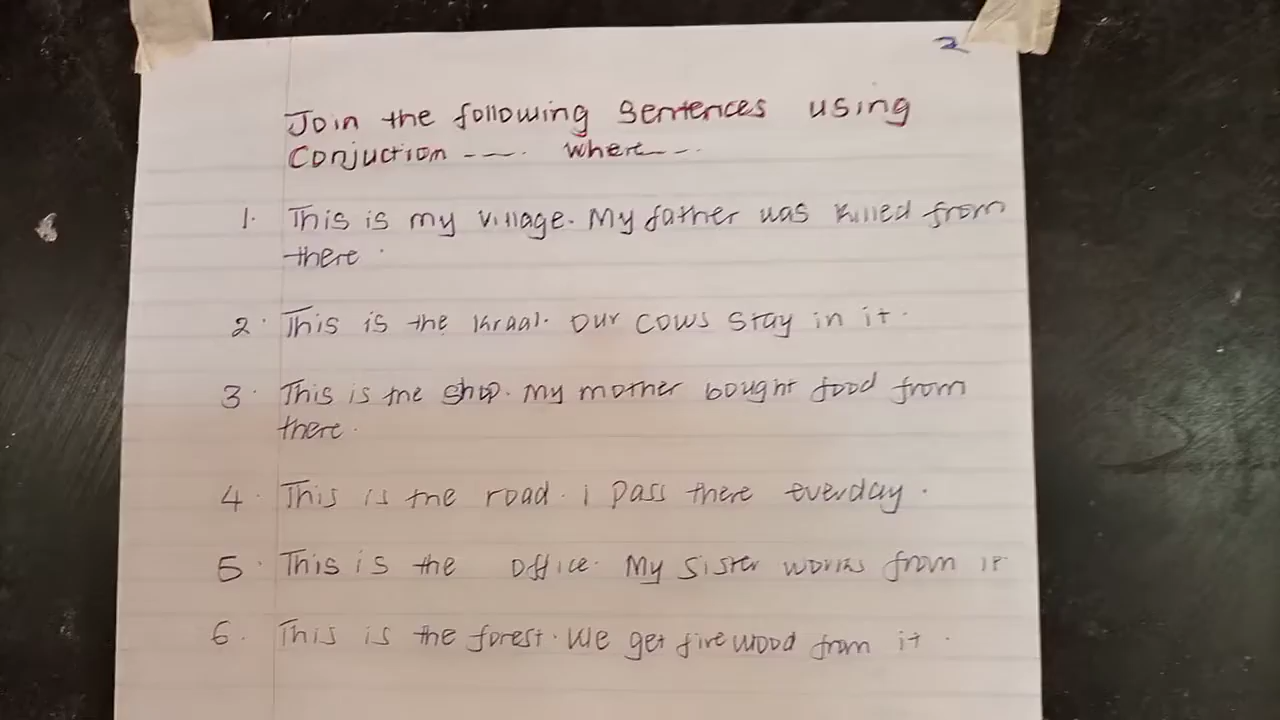 2
Join the following Sentences using
Conjuction ---. where--.
1. This is my village. My father was killed from
there.
2. This is the kraal. Our cows stay in it.
3. This is the shop. My mother bought food from
there.
4. This is the road. i pass there everday.
5. This is the office. My sister works from it
6. This is the forest. We get firewood from it.